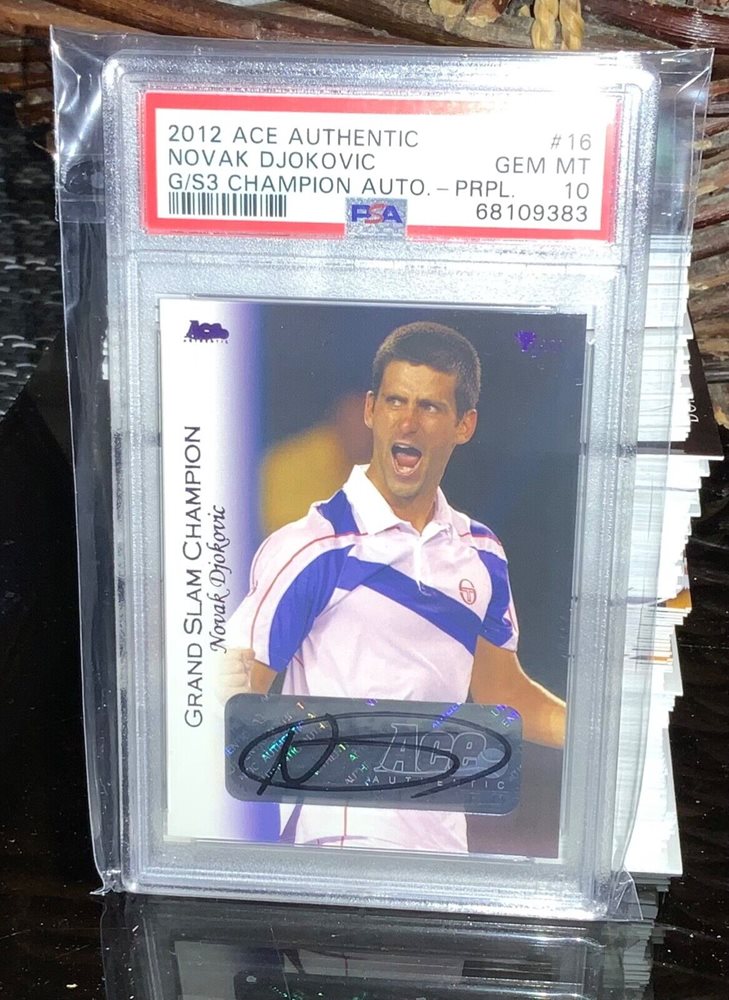 2012 ACE AUTHENTIC #16
NOVAK DJOKOVIC GEM MT
G/S3 CHAMPION AUTO.-PRPL. 10
PSA 68109383
Ace
AUTHENTIC
GRAND SLAM CHAMPION
Novak Djokovic
Ace
AUTHENTIC